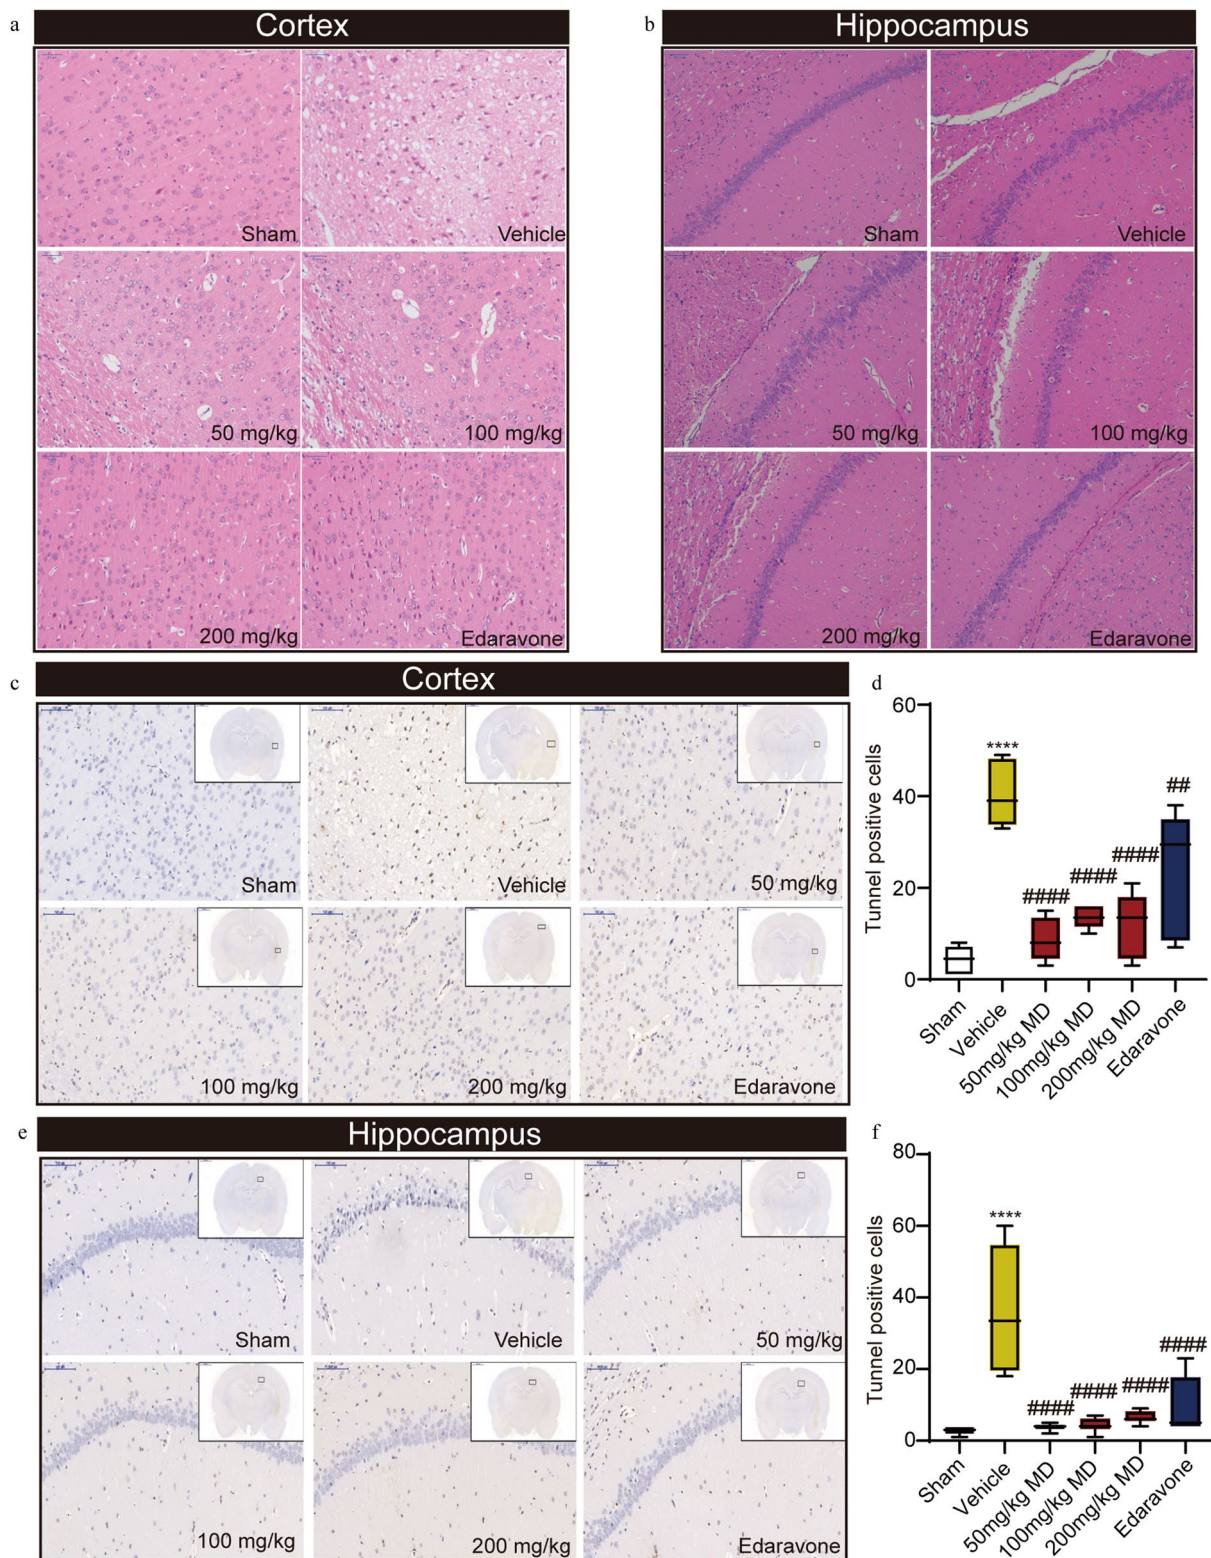 a
Cortex
b
Hippocampus
Sham
Vehicle
Sham
Vehicle
50 mg/kg
100 mg/kg
50 mg/kg
100 mg/kg
200 mg/kg
Edaravone
200 mg/kg
Edaravone
c
Cortex
Sham
Vehicle
50 mg/kg
100 mg/kg
200 mg/kg
Edaravone
d
60
40
20
0
Tunnel positive cells
****
####
####
####
##
Sham
Vehicle
50mg/kg MD
100mg/kg MD
200mg/kg MD
Edaravone
e
Hippocampus
Sham
Vehicle
50 mg/kg
100 mg/kg
200 mg/kg
Edaravone
f
80
60
40
20
0
Tunnel positive cells
****
####
####
####
####
Sham
Vehicle
50mg/kg MD
100mg/kg MD
200mg/kg MD
Edaravone